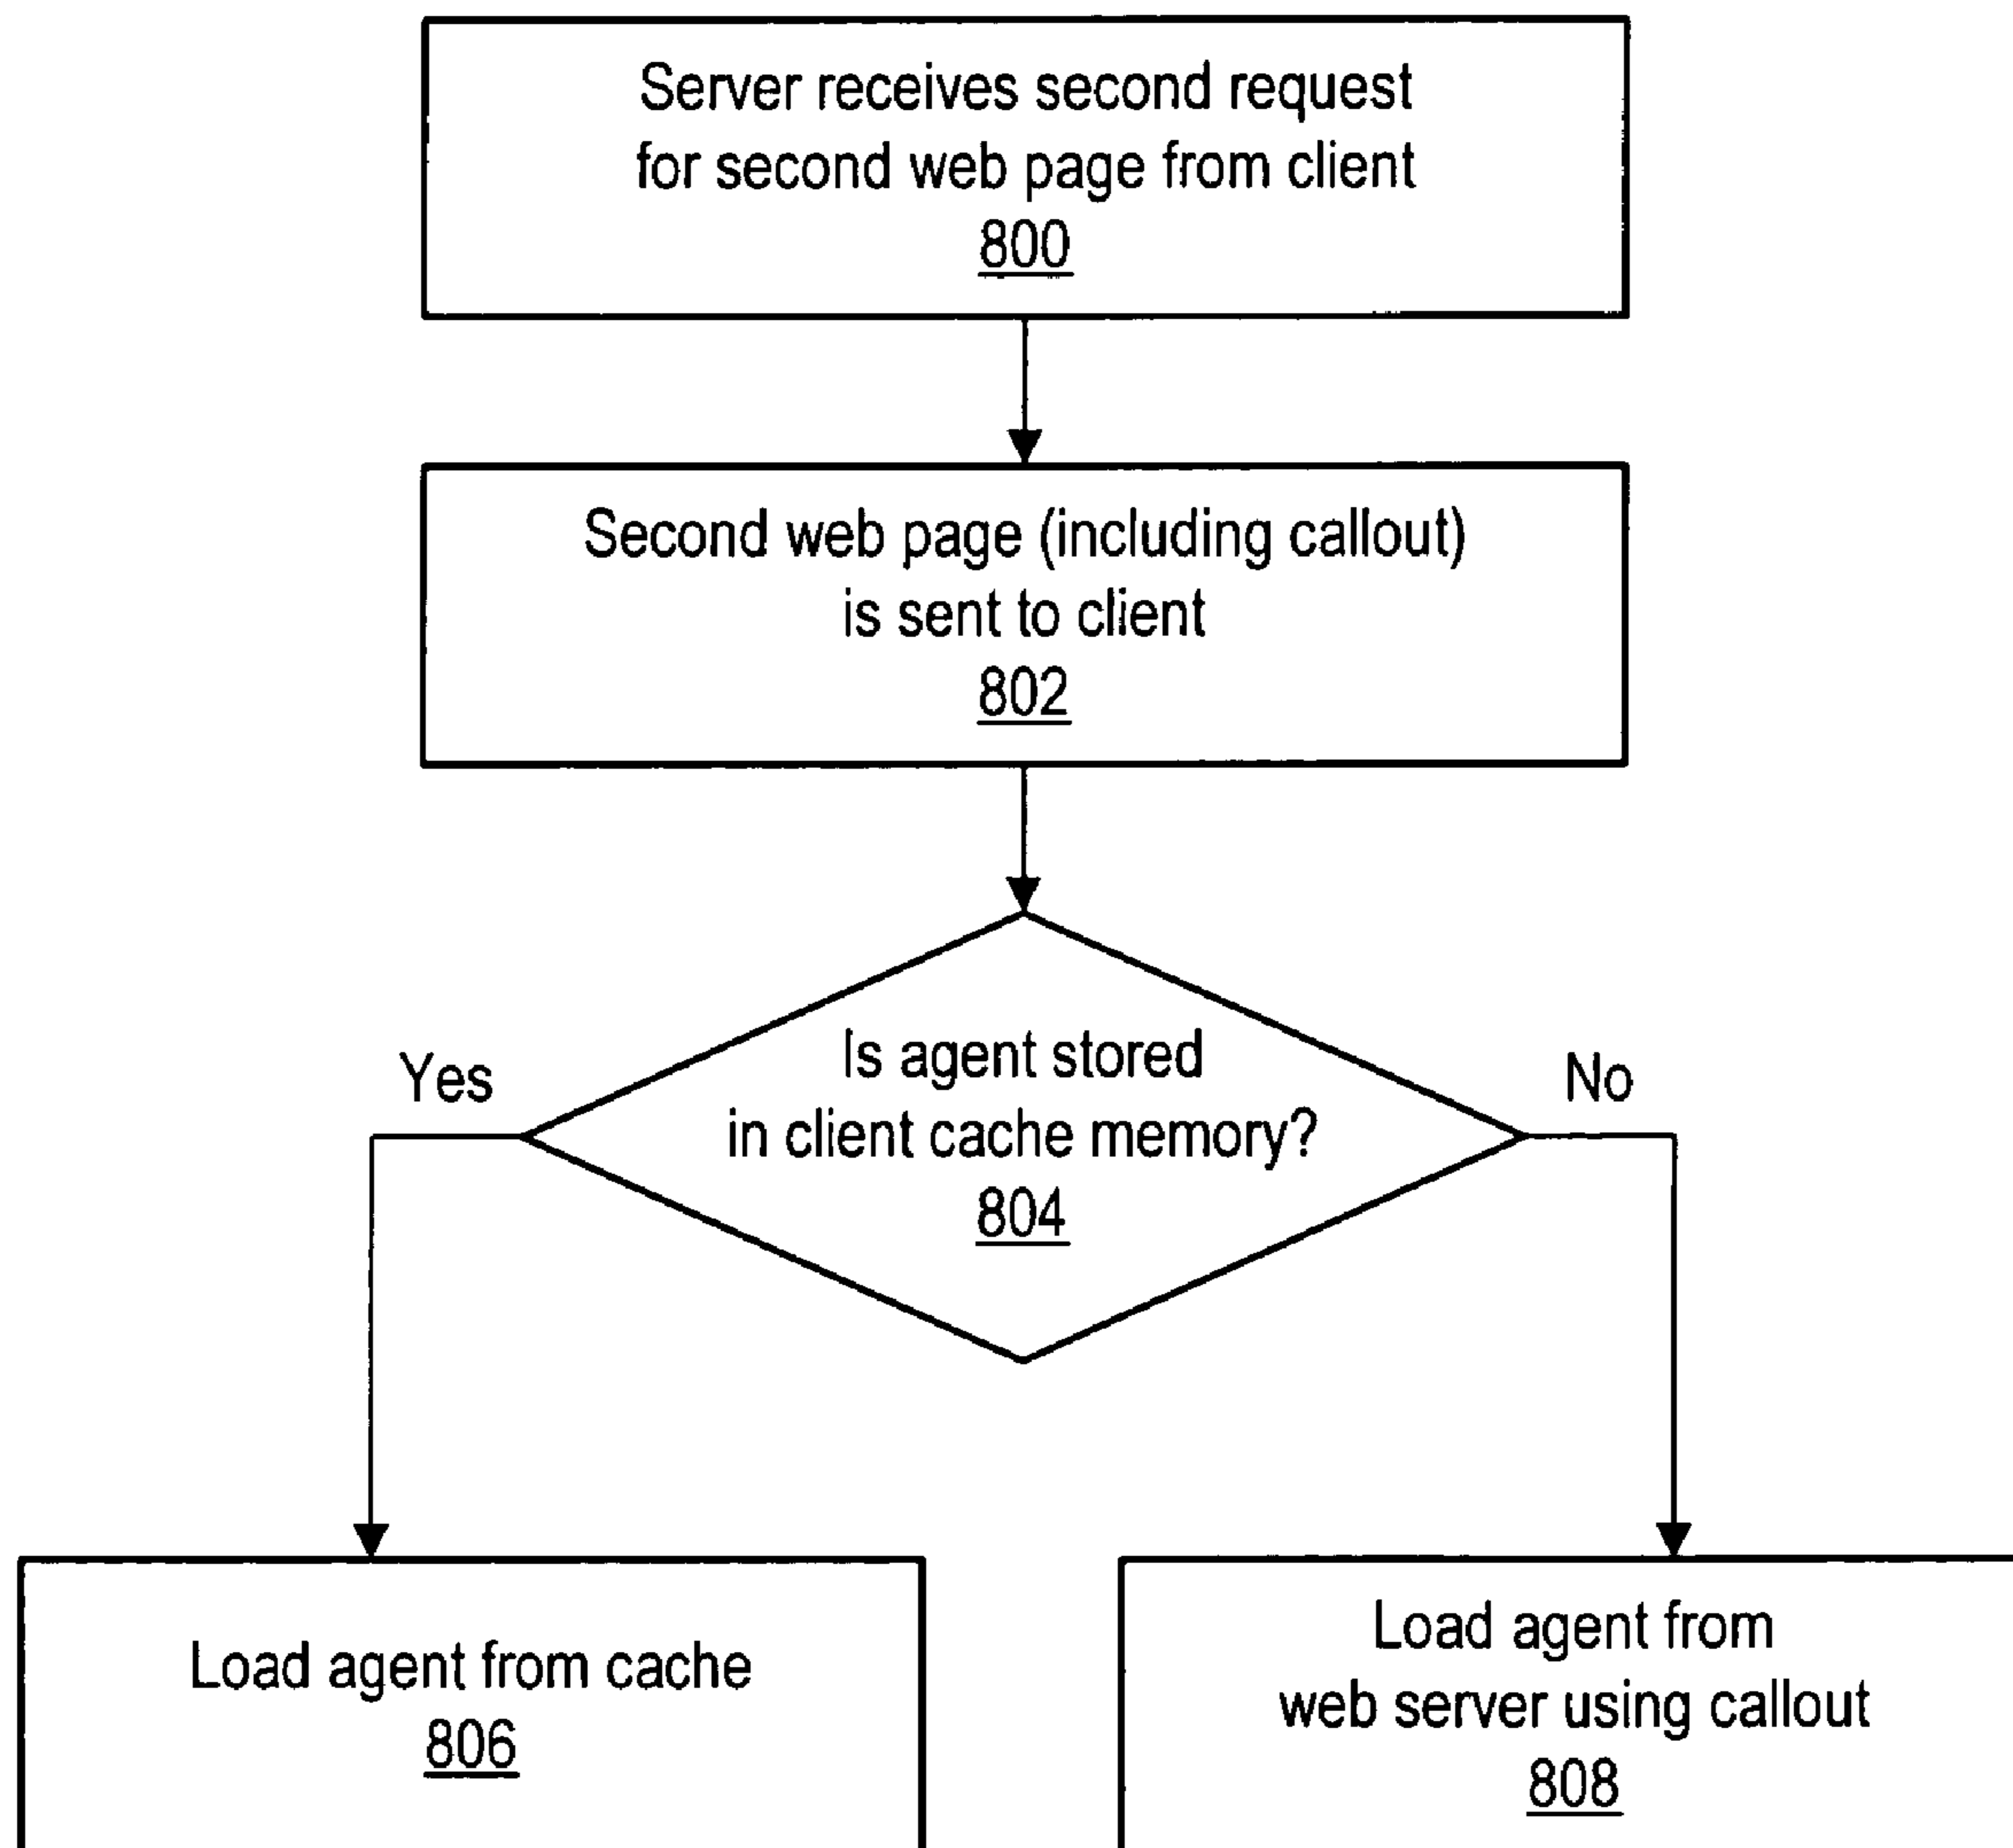 Server receives second request
for second web page from client
800
Second web page (including callout)
is sent to client
802
Is agent stored
in client cache memory?
804
Yes
No
Load agent from cache
806
Load agent from
web server using callout
808